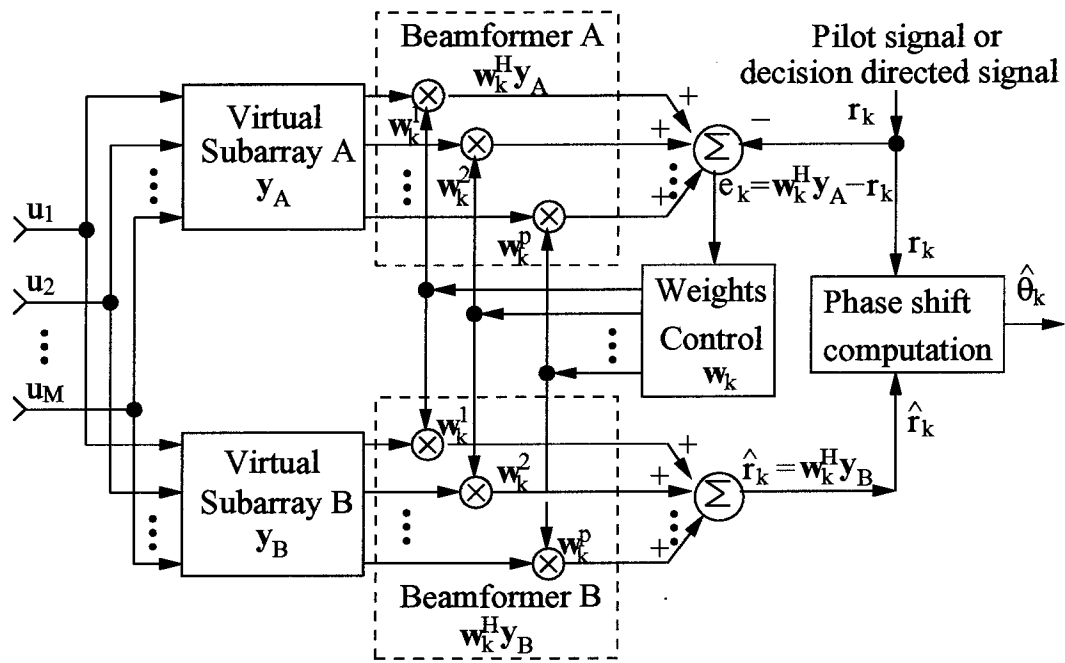 Beamformer A
w_k^H y_A
Pilot signal or
decision directed signal
r_k
Virtual
Subarray A
y_A
w_k^1
w_k^2
w_k^p
+
+
+
−
Σ
e_k = w_k^H y_A − r_k
u_1
u_2
u_M
r_k
Weights
Control
w_k
Phase shift
computation
θ̂_k
r̂_k
Virtual
Subarray B
y_B
w_k^1
w_k^2
w_k^p
+
+
+
Σ
r̂_k = w_k^H y_B
Beamformer B
w_k^H y_B